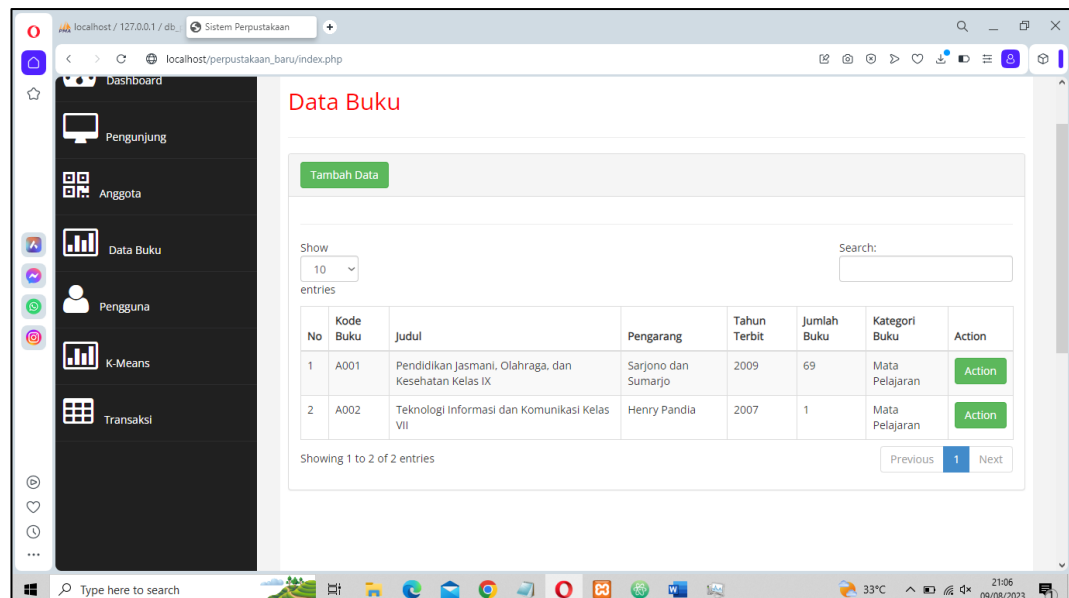 localhost / 127.0.0.1 / db_
Sistem Perpustakaan
localhost/perpustakaan_baru/index.php
Dashboard
Pengunjung
Anggota
Data Buku
Pengguna
K-Means
Transaksi
Data Buku
Tambah Data
Show
10
entries
Search:
No Kode Buku Judul Pengarang Tahun Terbit Jumlah Buku Kategori Buku Action
1 A001 Pendidikan Jasmani, Olahraga, dan Kesehatan Kelas IX Sarjono dan Sumarjo 2009 69 Mata Pelajaran Action
2 A002 Teknologi Informasi dan Komunikasi Kelas VII Henry Pandia 2007 1 Mata Pelajaran Action
Showing 1 to 2 of 2 entries
Previous 1 Next
Type here to search
33°C
21:06
09/08/2023